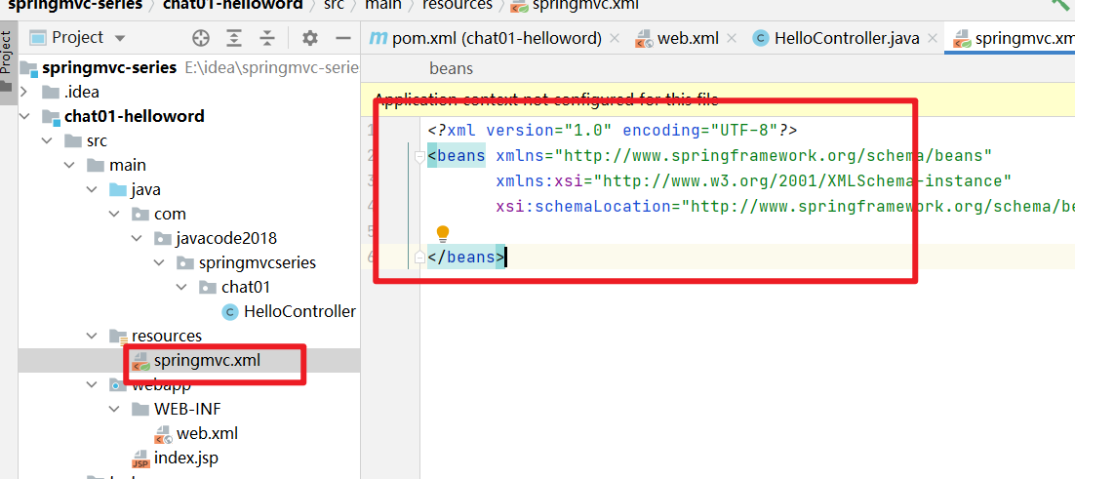 springmvc-series › chat01-helloword › src › main › resources › springmvc.xml
Project
Project
pom.xml (chat01-helloword)
web.xml
HelloController.java
springmvc.xm
springmvc-series E:\idea\springmvc-serie
beans
.idea
Application context not configured for this file
chat01-helloword
1 <?xml version="1.0" encoding="UTF-8"?>
src
2 <beans xmlns="http://www.springframework.org/schema/beans"
main
3 xmlns:xsi="http://www.w3.org/2001/XMLSchema-instance"
java
4 xsi:schemaLocation="http://www.springframework.org/schema/be
com
5
javacode2018
6 </beans>
springmvcseries
chat01
HelloController
resources
springmvc.xml
webapp
WEB-INF
web.xml
index.jsp